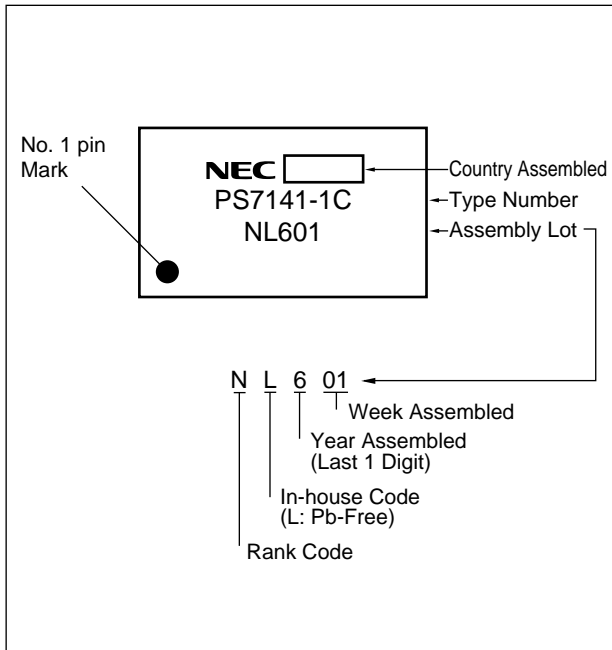 No. 1 pin
Mark
NEC
Country Assembled
PS7141-1C
Type Number
NL601
Assembly Lot
N L 6 01
Week Assembled
Year Assembled
(Last 1 Digit)
In-house Code
(L: Pb-Free)
Rank Code